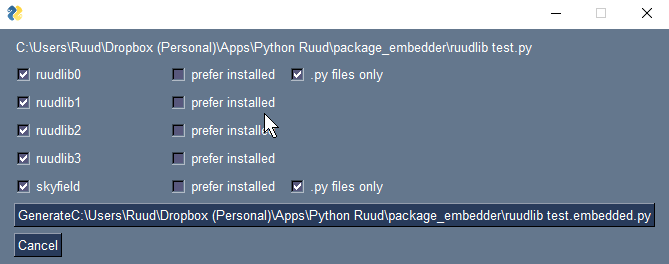 C:\Users\Ruud\Dropbox (Personal)\Apps\Python Ruud\package_embedder\ruudlib test.py
ruudlib0 prefer installed .py files only
ruudlib1 prefer installed
ruudlib2 prefer installed
ruudlib3 prefer installed
skyfield prefer installed .py files only
GenerateC:\Users\Ruud\Dropbox (Personal)\Apps\Python Ruud\package_embedder\ruudlib test.embedded.py
Cancel